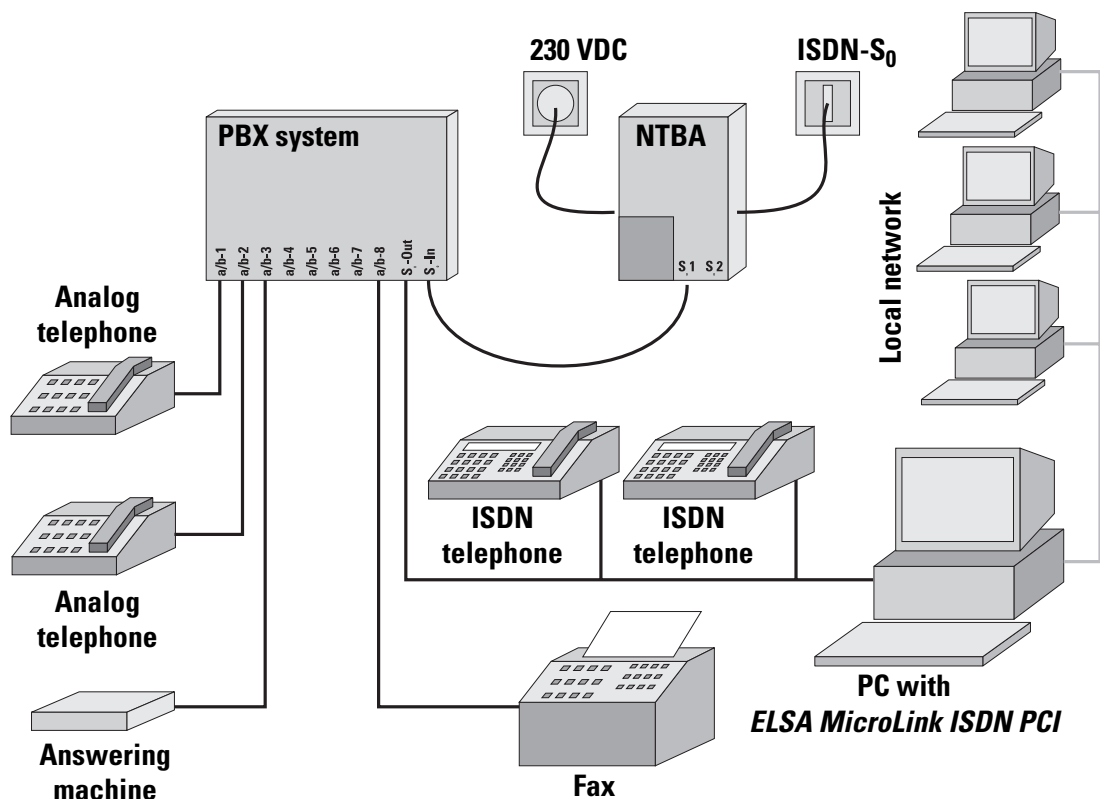 230 VDC
ISDN-S₀
PBX system
NTBA
a/b-1
a/b-2
a/b-3
a/b-4
a/b-5
a/b-6
a/b-7
a/b-8
S₀-Out
S₀-In
S₀1
S₀2
Local network
Analog
telephone
ISDN
telephone
ISDN
telephone
Analog
telephone
PC with
ELSA MicroLink ISDN PCI
Answering
machine
Fax